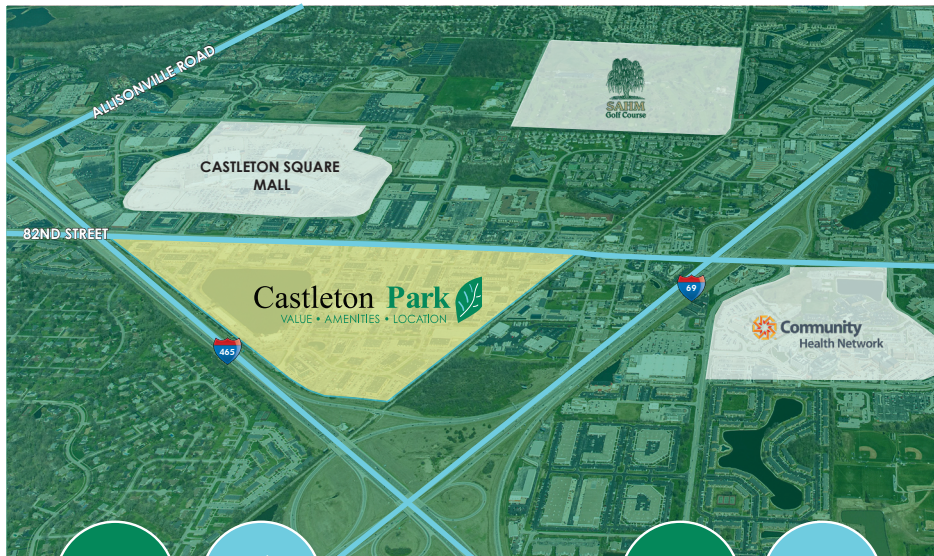 ALLISONVILLE ROAD
SAHM
Golf Course
CASTLETON SQUARE
MALL
82ND STREET
Castleton Park
VALUE • AMENITIES • LOCATION
69
465
Community
Health Network